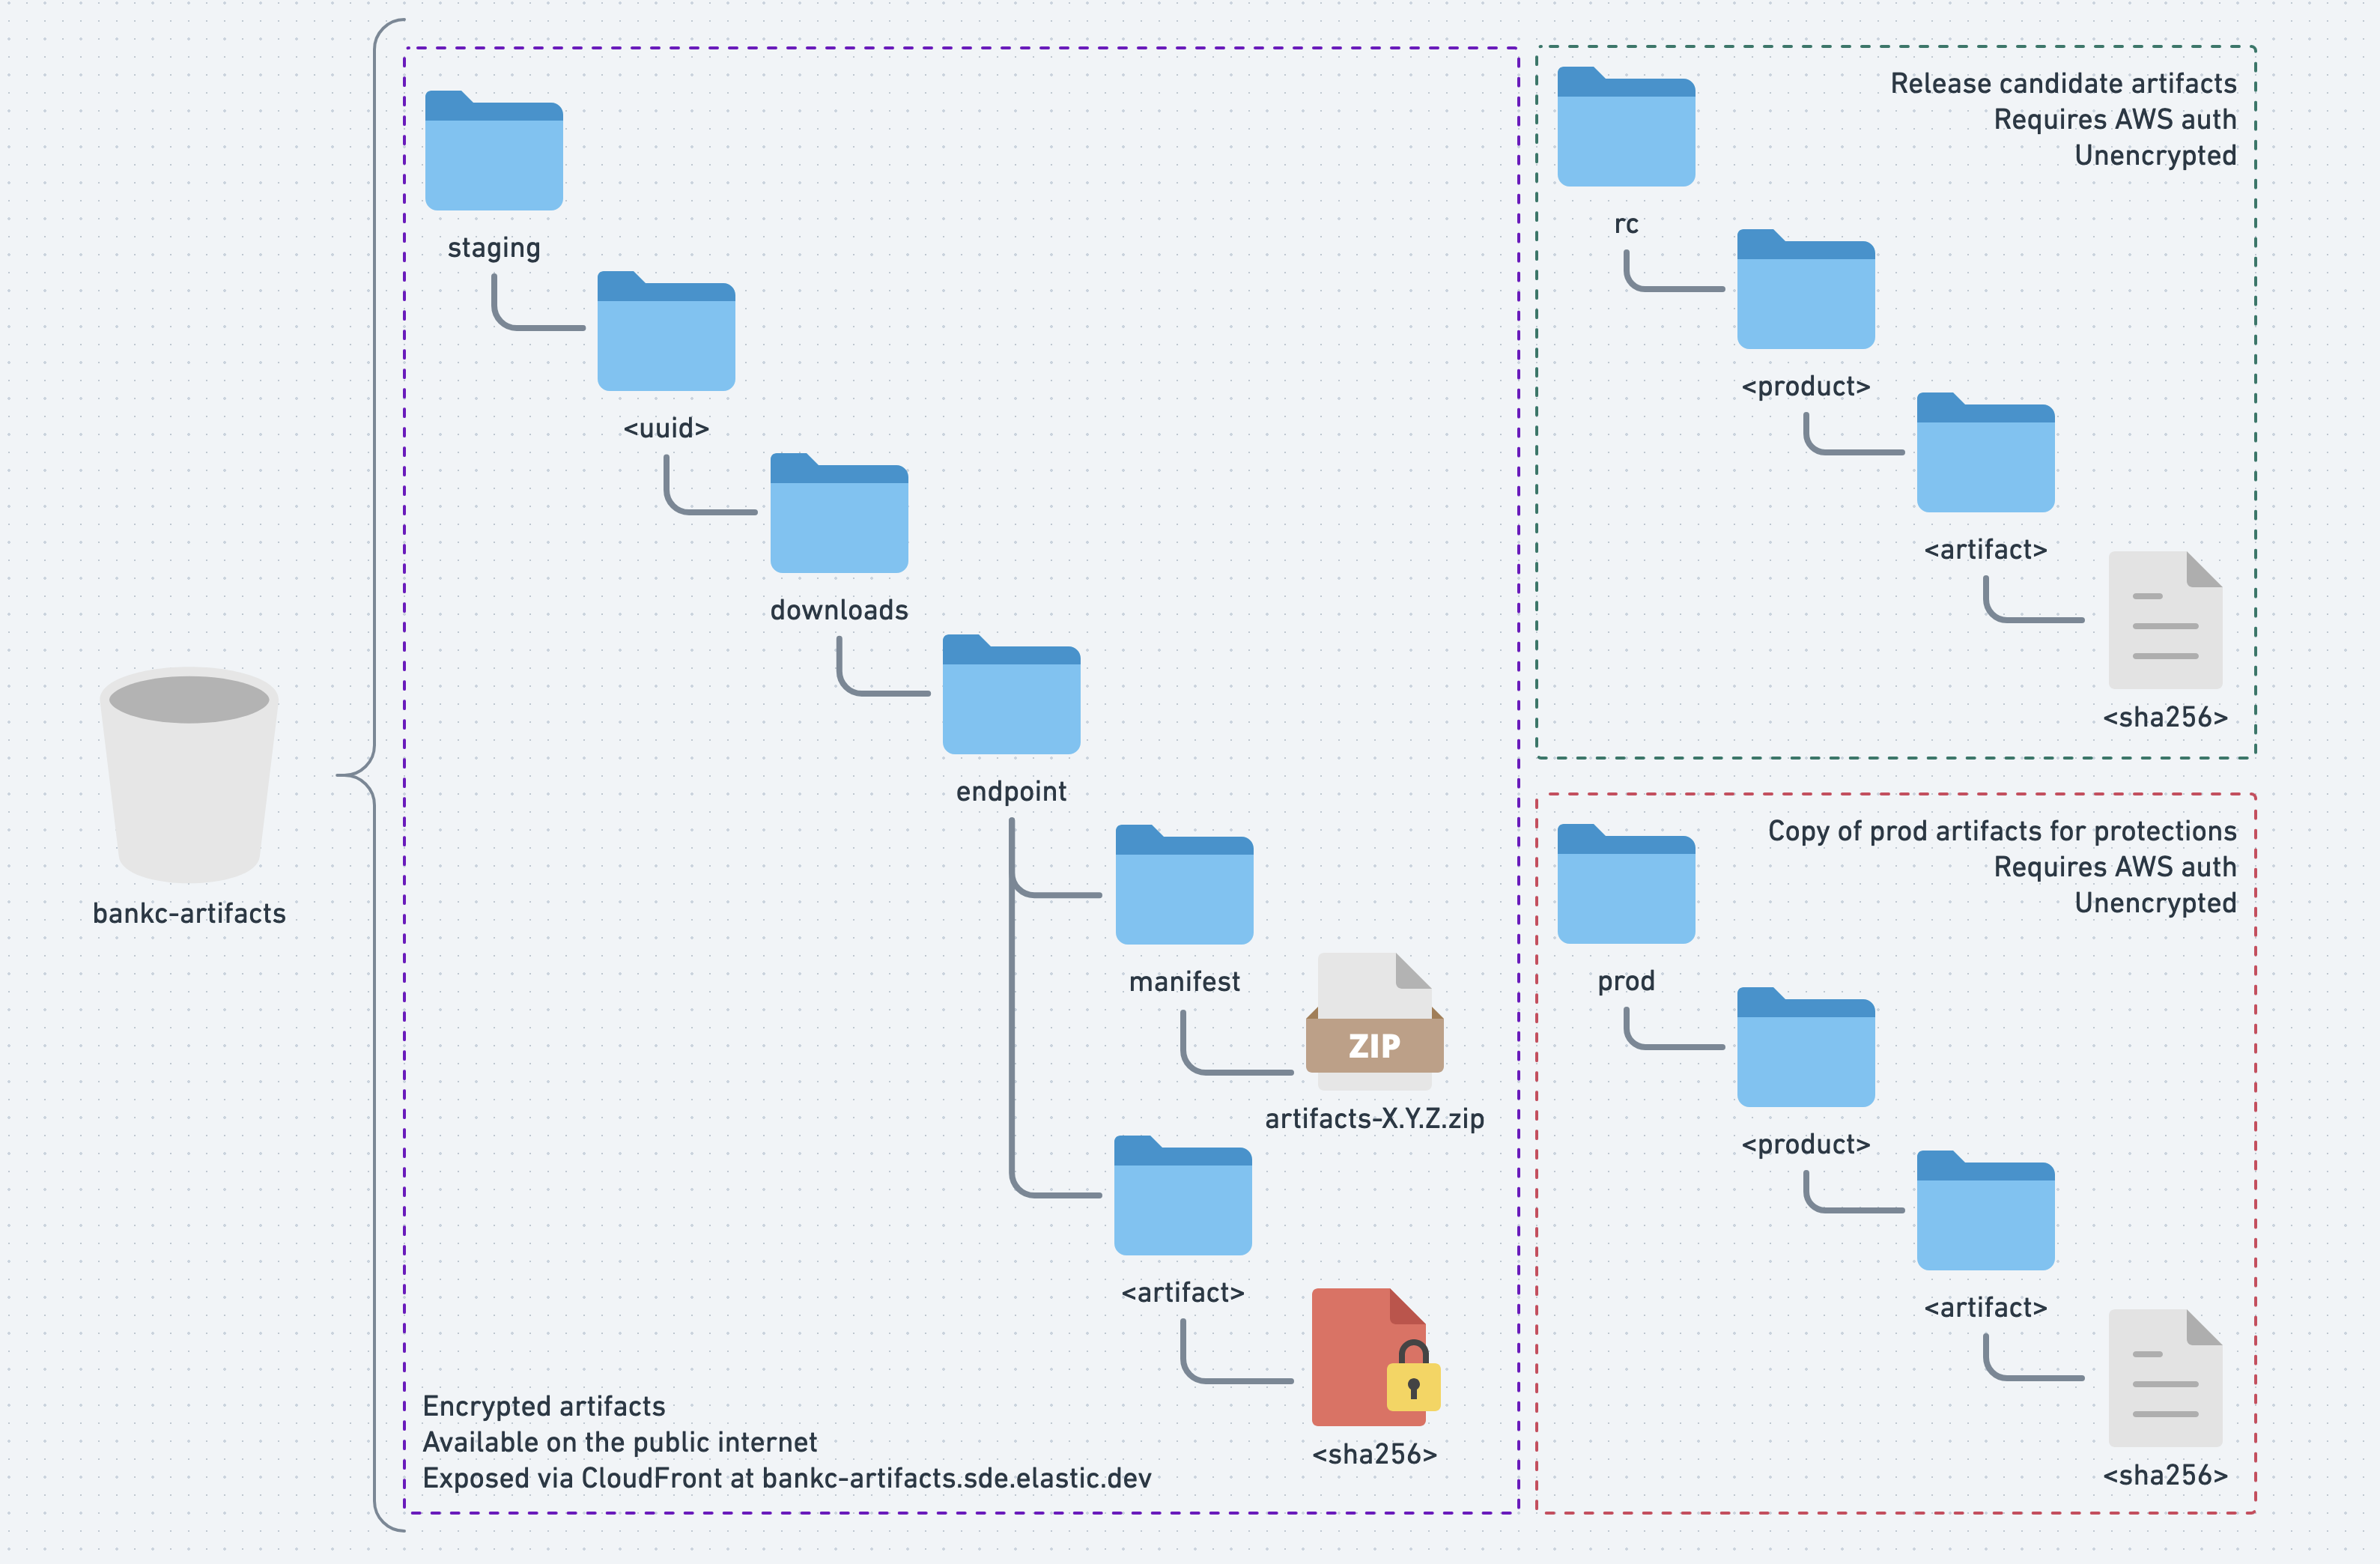 bankc-artifacts
staging
<uuid>
downloads
endpoint
manifest
ZIP
artifacts-X.Y.Z.zip
<artifact>
<sha256>
Encrypted artifacts
Available on the public internet
Exposed via CloudFront at bankc-artifacts.sde.elastic.dev
Release candidate artifacts
Requires AWS auth
Unencrypted
rc
<product>
<artifact>
<sha256>
Copy of prod artifacts for protections
Requires AWS auth
Unencrypted
prod
<product>
<artifact>
<sha256>